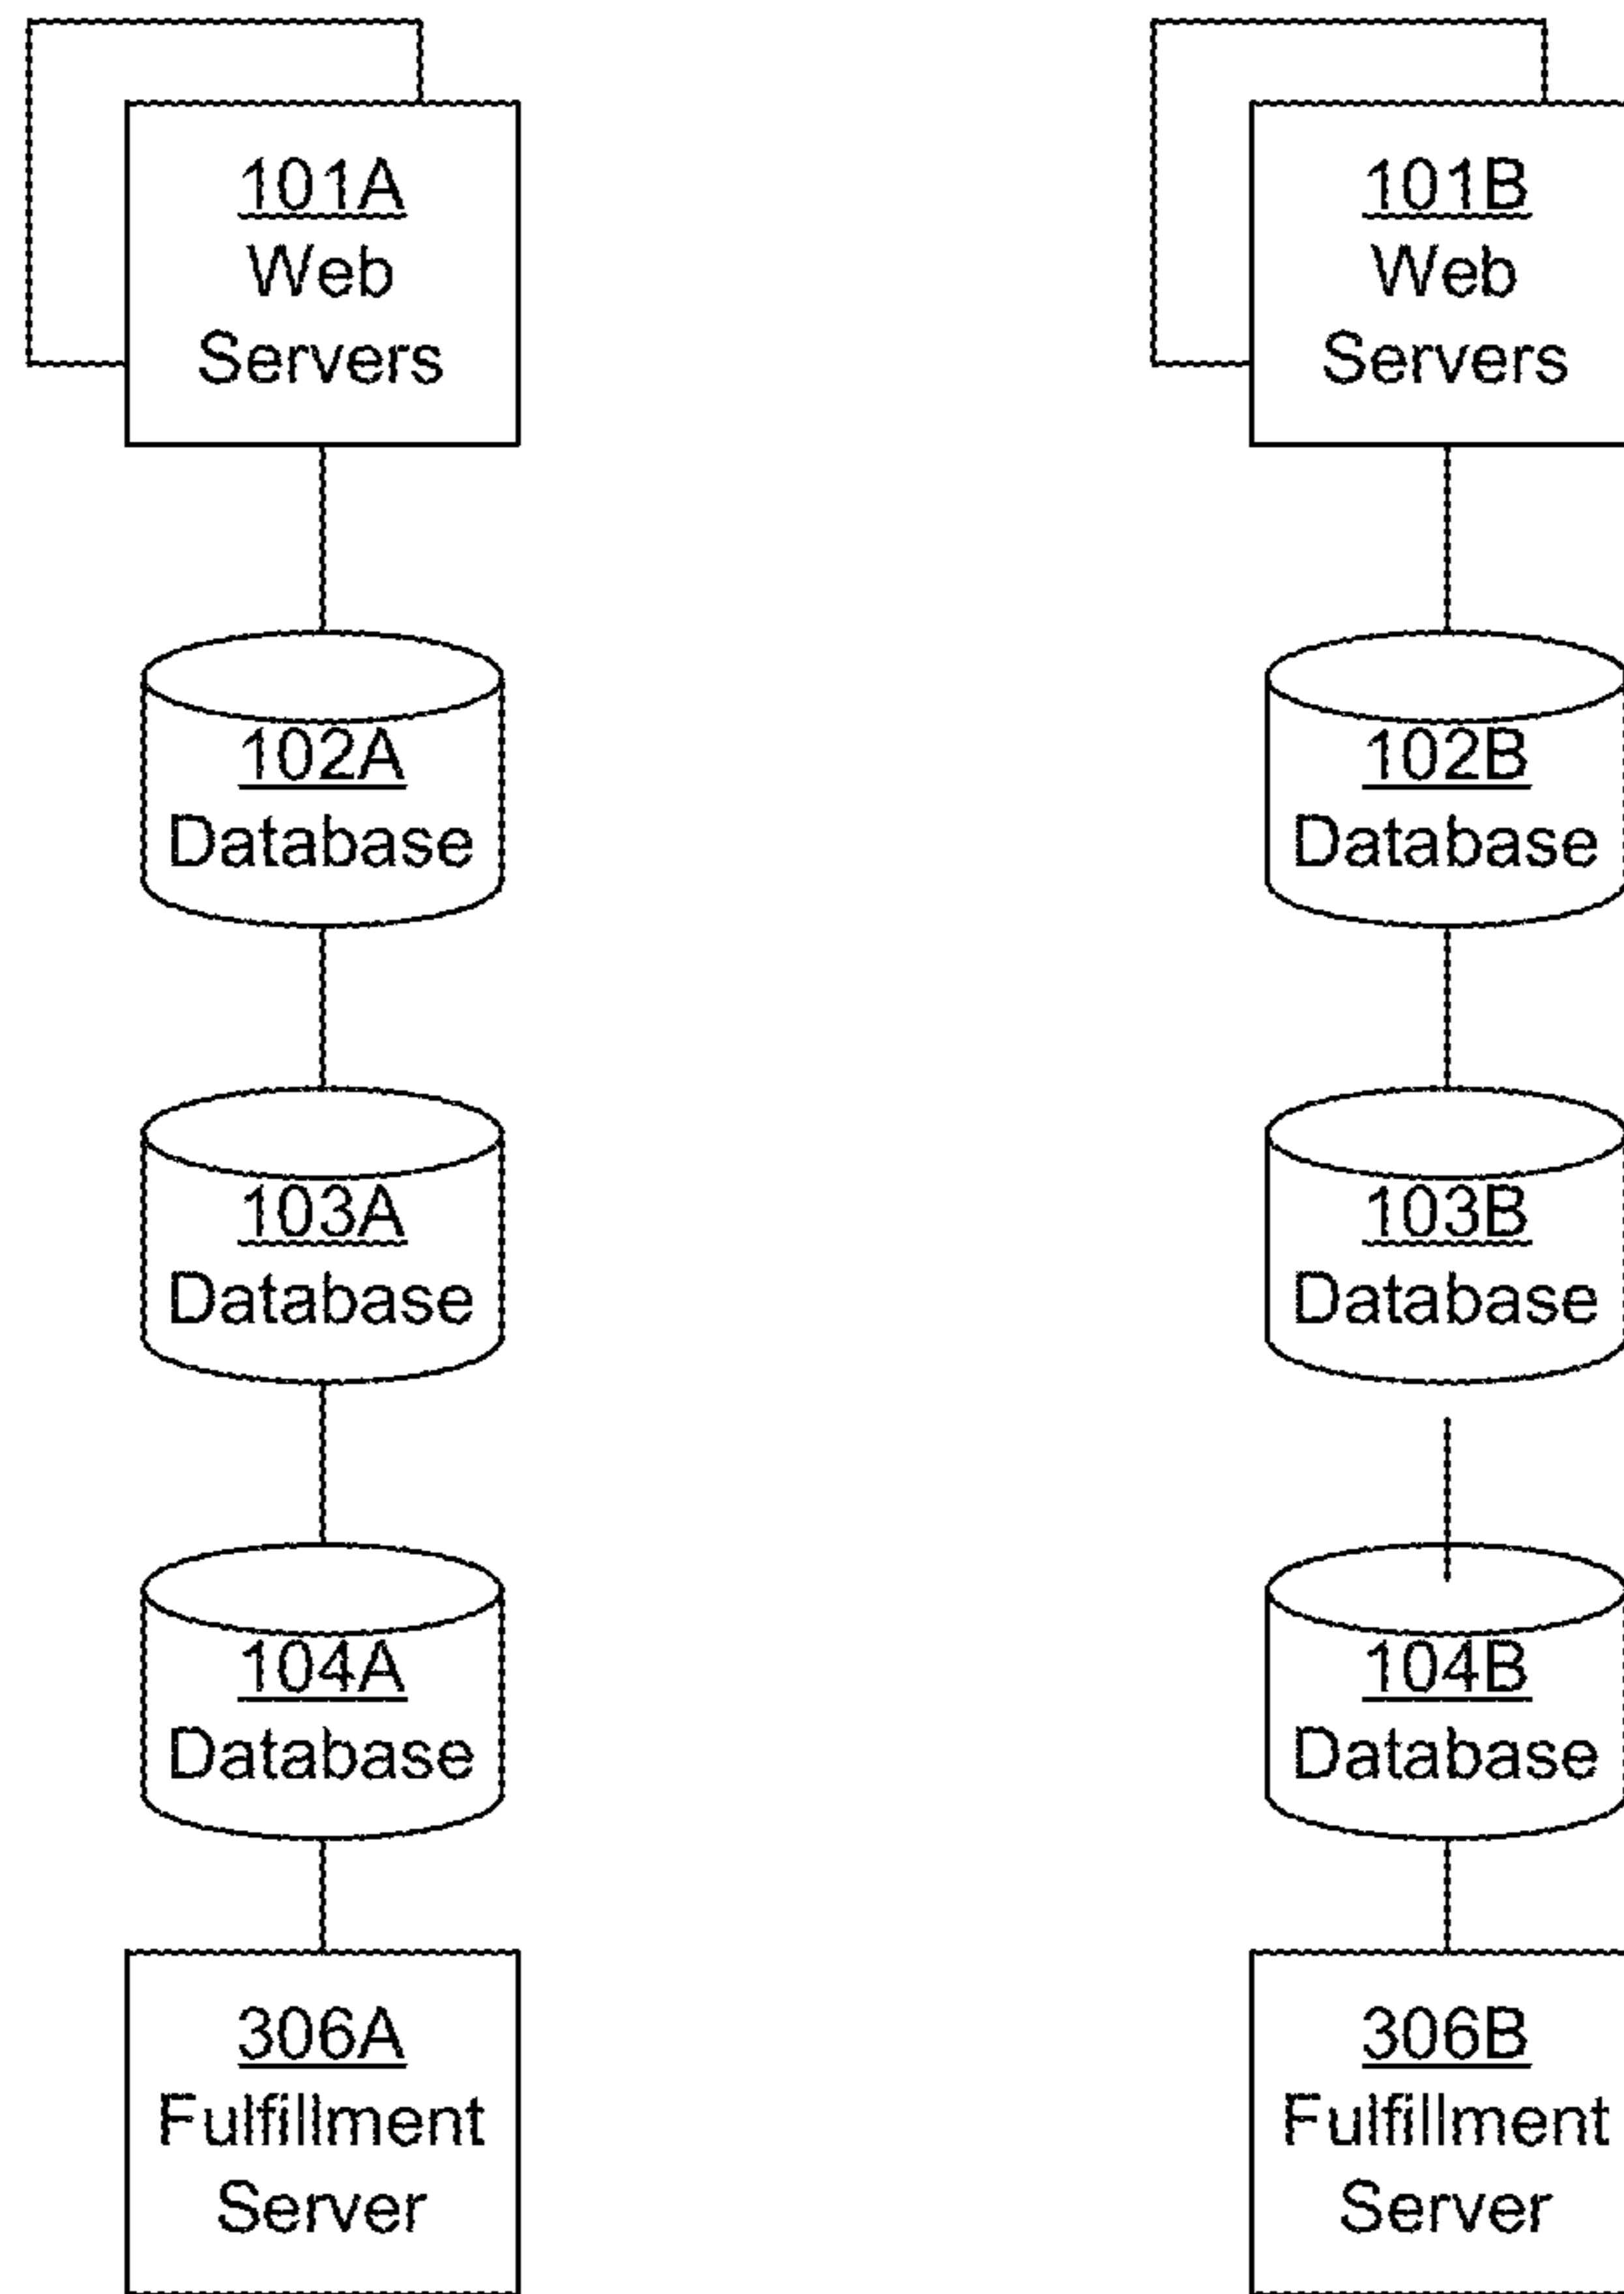 101A
Web
Servers
102A
Database
103A
Database
104A
Database
306A
Fulfillment
Server
101B
Web
Servers
102B
Database
103B
Database
104B
Database
306B
Fulfillment
Server